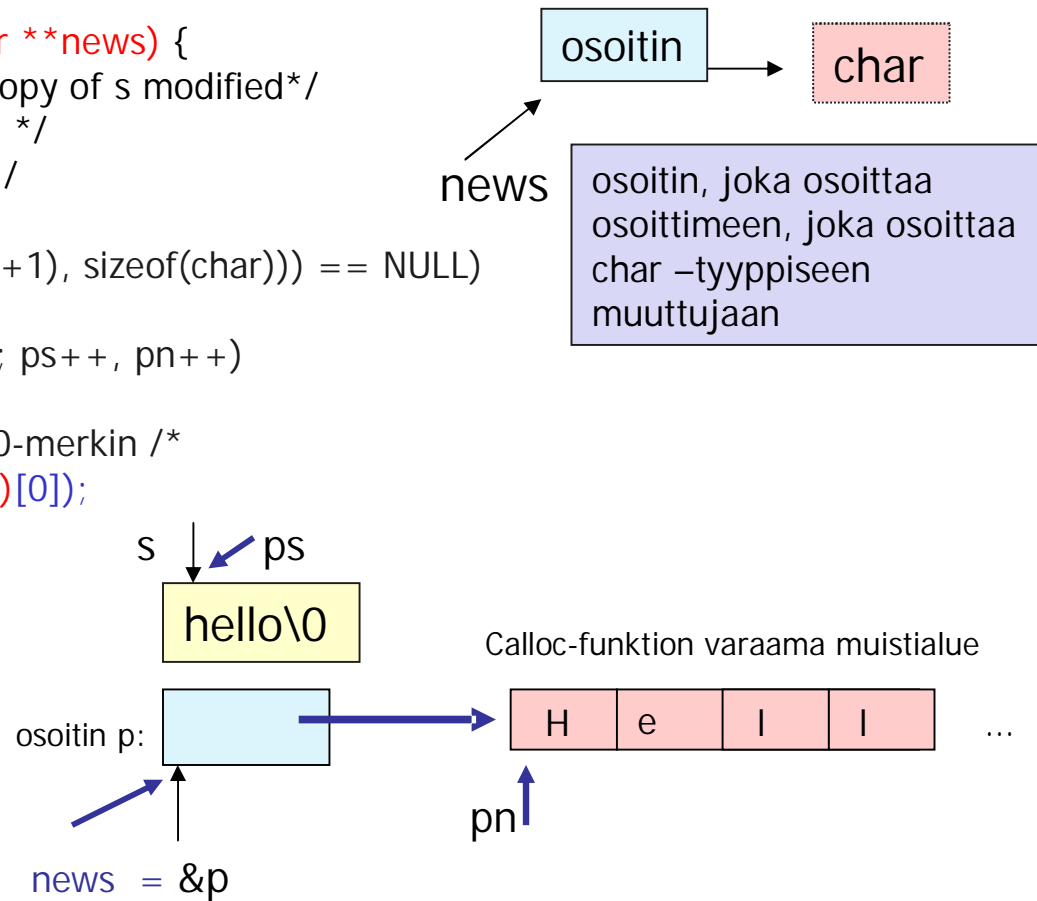 r **news) {
opy of s modified*/
*/
/
+1), sizeof(char))) == NULL)
; ps++, pn++)
0-merkin /*
)[0]);
osoitin
char
news
osoitin, joka osoittaa
osoittimeen, joka osoittaa
char –tyyppiseen
muuttujaan
s
ps
hello\0
Calloc-funktion varaama muistialue
osoitin p:
H e l l ...
pn
news = &p